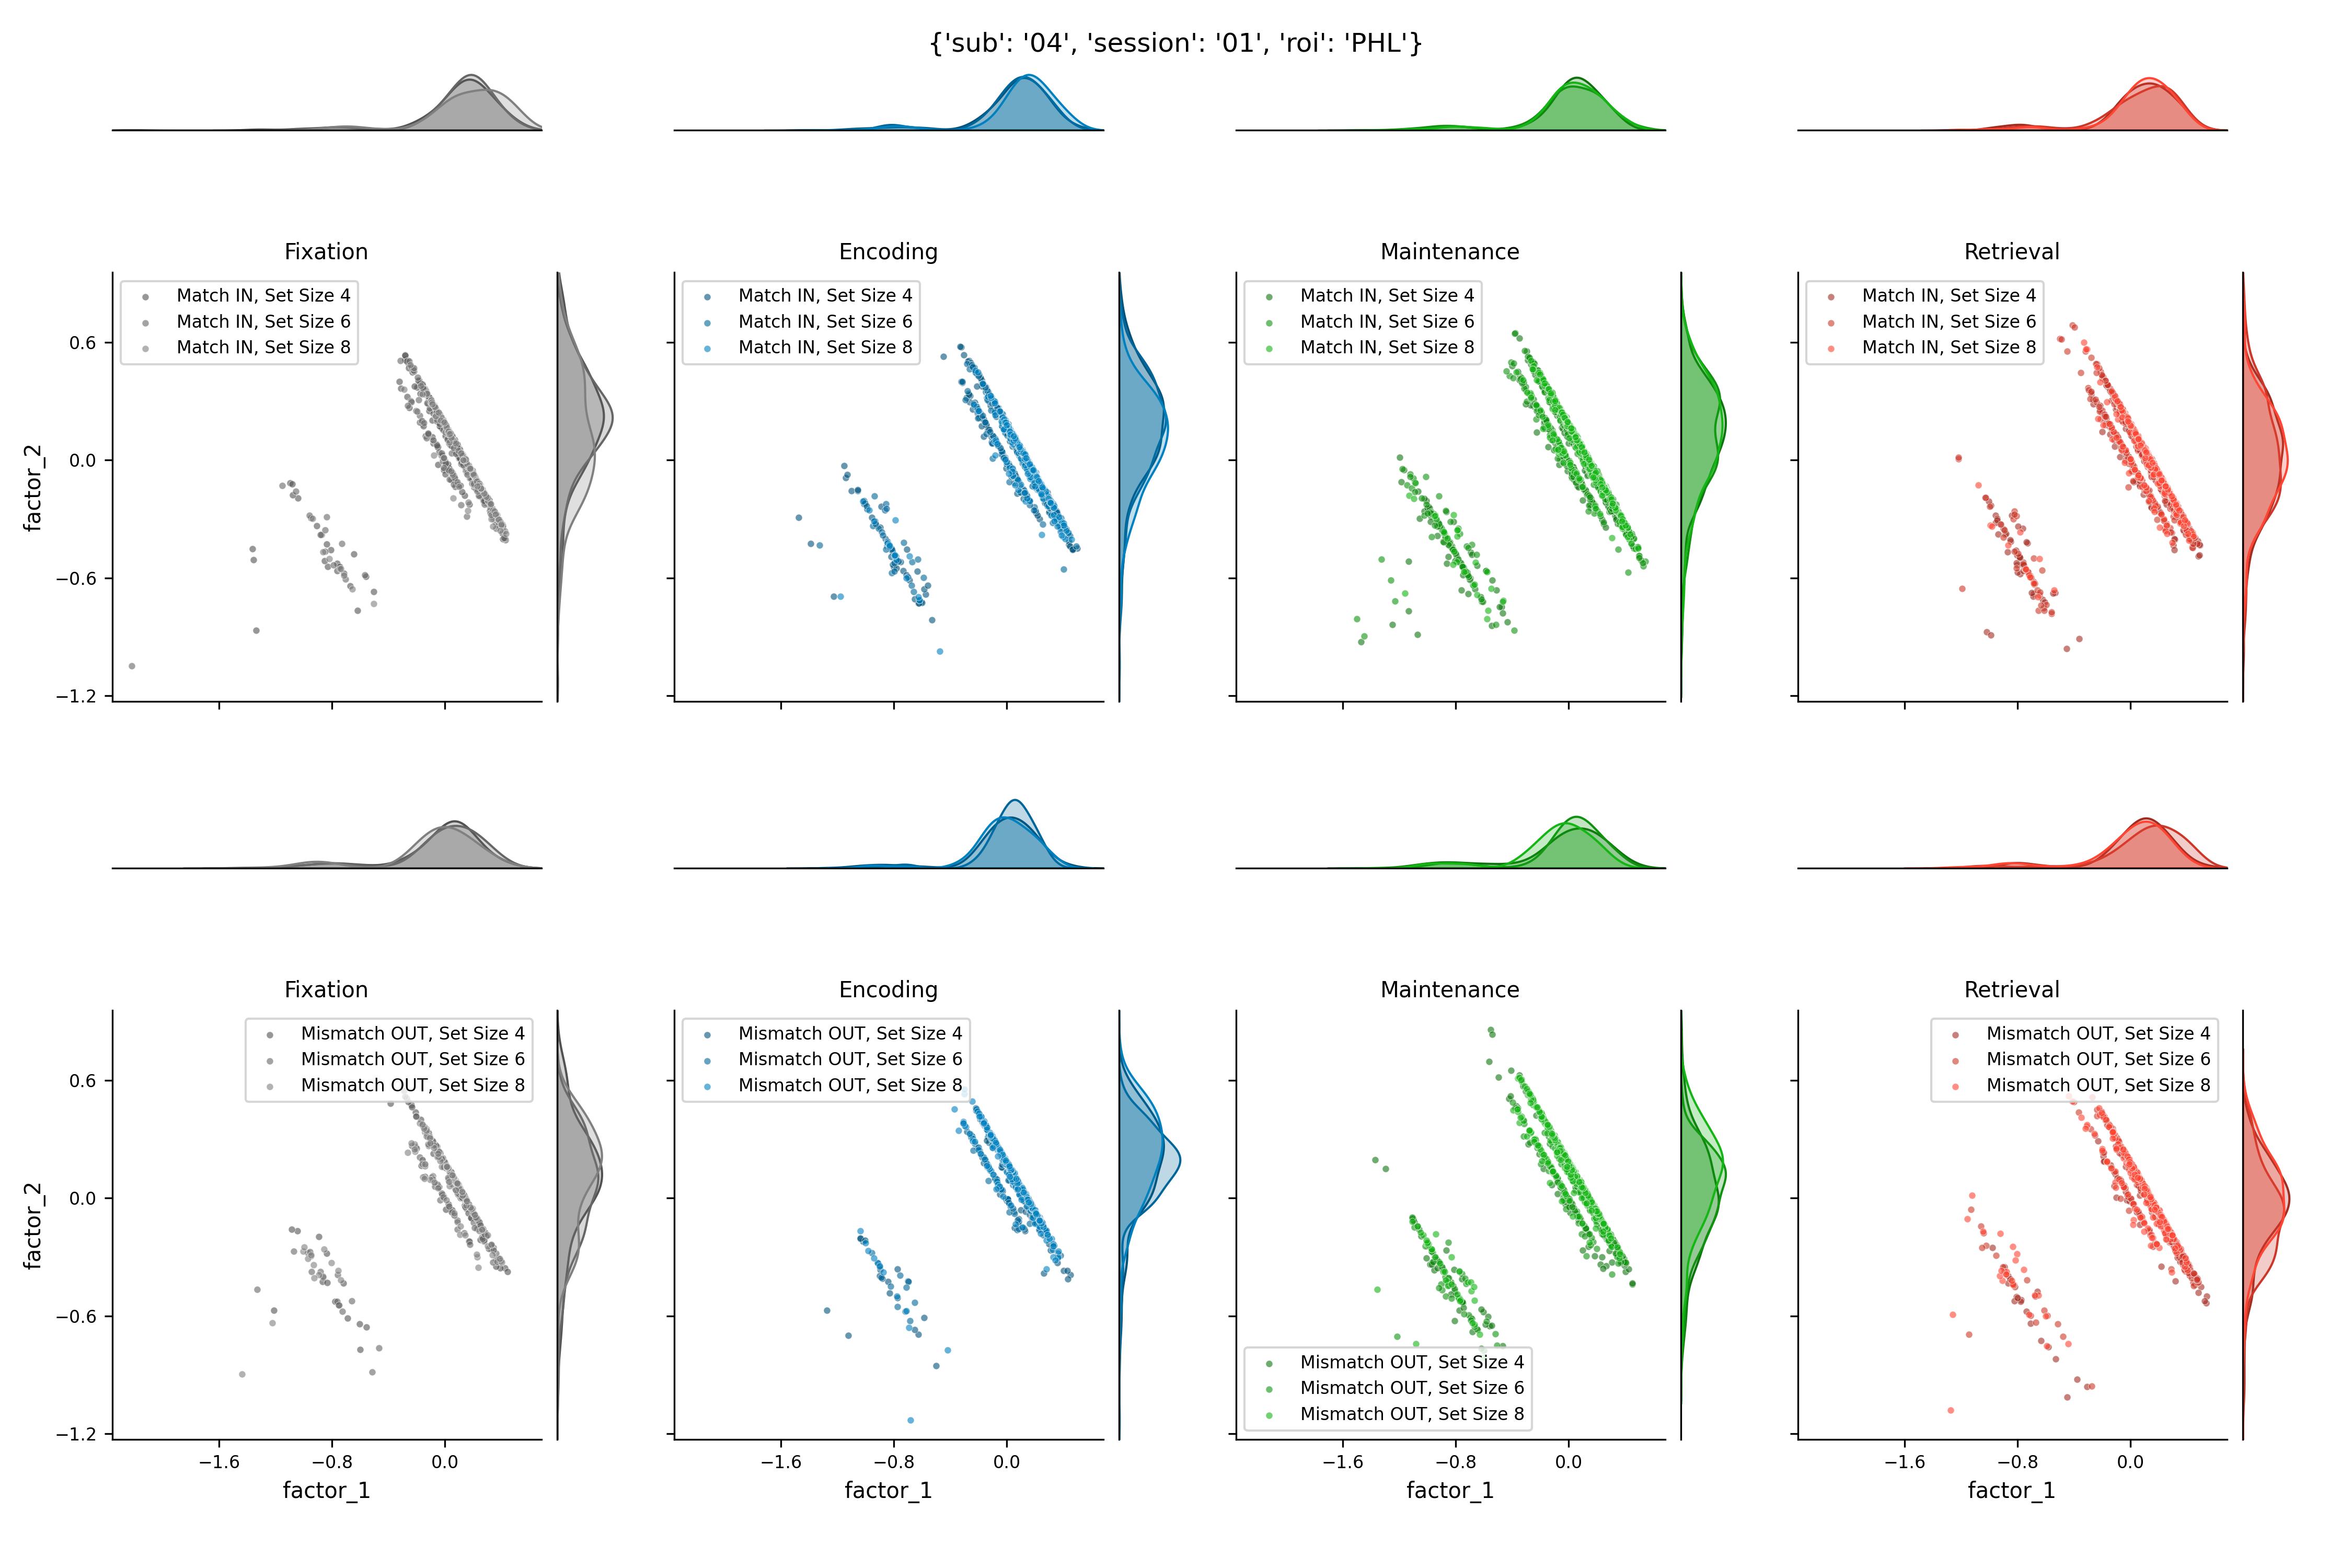 {'sub': '04', 'session': '01', 'roi': 'PHL'}
Fixation
Encoding
Maintenance
Retrieval
Match IN, Set Size 4
Match IN, Set Size 6
Match IN, Set Size 8
Match IN, Set Size 4
Match IN, Set Size 6
Match IN, Set Size 8
Match IN, Set Size 4
Match IN, Set Size 6
Match IN, Set Size 8
Match IN, Set Size 4
Match IN, Set Size 6
Match IN, Set Size 8
factor_2
0.6
0.0
−0.6
−1.2
Fixation
Encoding
Maintenance
Retrieval
Mismatch OUT, Set Size 4
Mismatch OUT, Set Size 6
Mismatch OUT, Set Size 8
Mismatch OUT, Set Size 4
Mismatch OUT, Set Size 6
Mismatch OUT, Set Size 8
Mismatch OUT, Set Size 4
Mismatch OUT, Set Size 6
Mismatch OUT, Set Size 8
Mismatch OUT, Set Size 4
Mismatch OUT, Set Size 6
Mismatch OUT, Set Size 8
factor_2
0.6
0.0
−0.6
−1.2
−1.6 −0.8 0.0
−1.6 −0.8 0.0
−1.6 −0.8 0.0
−1.6 −0.8 0.0
factor_1
factor_1
factor_1
factor_1